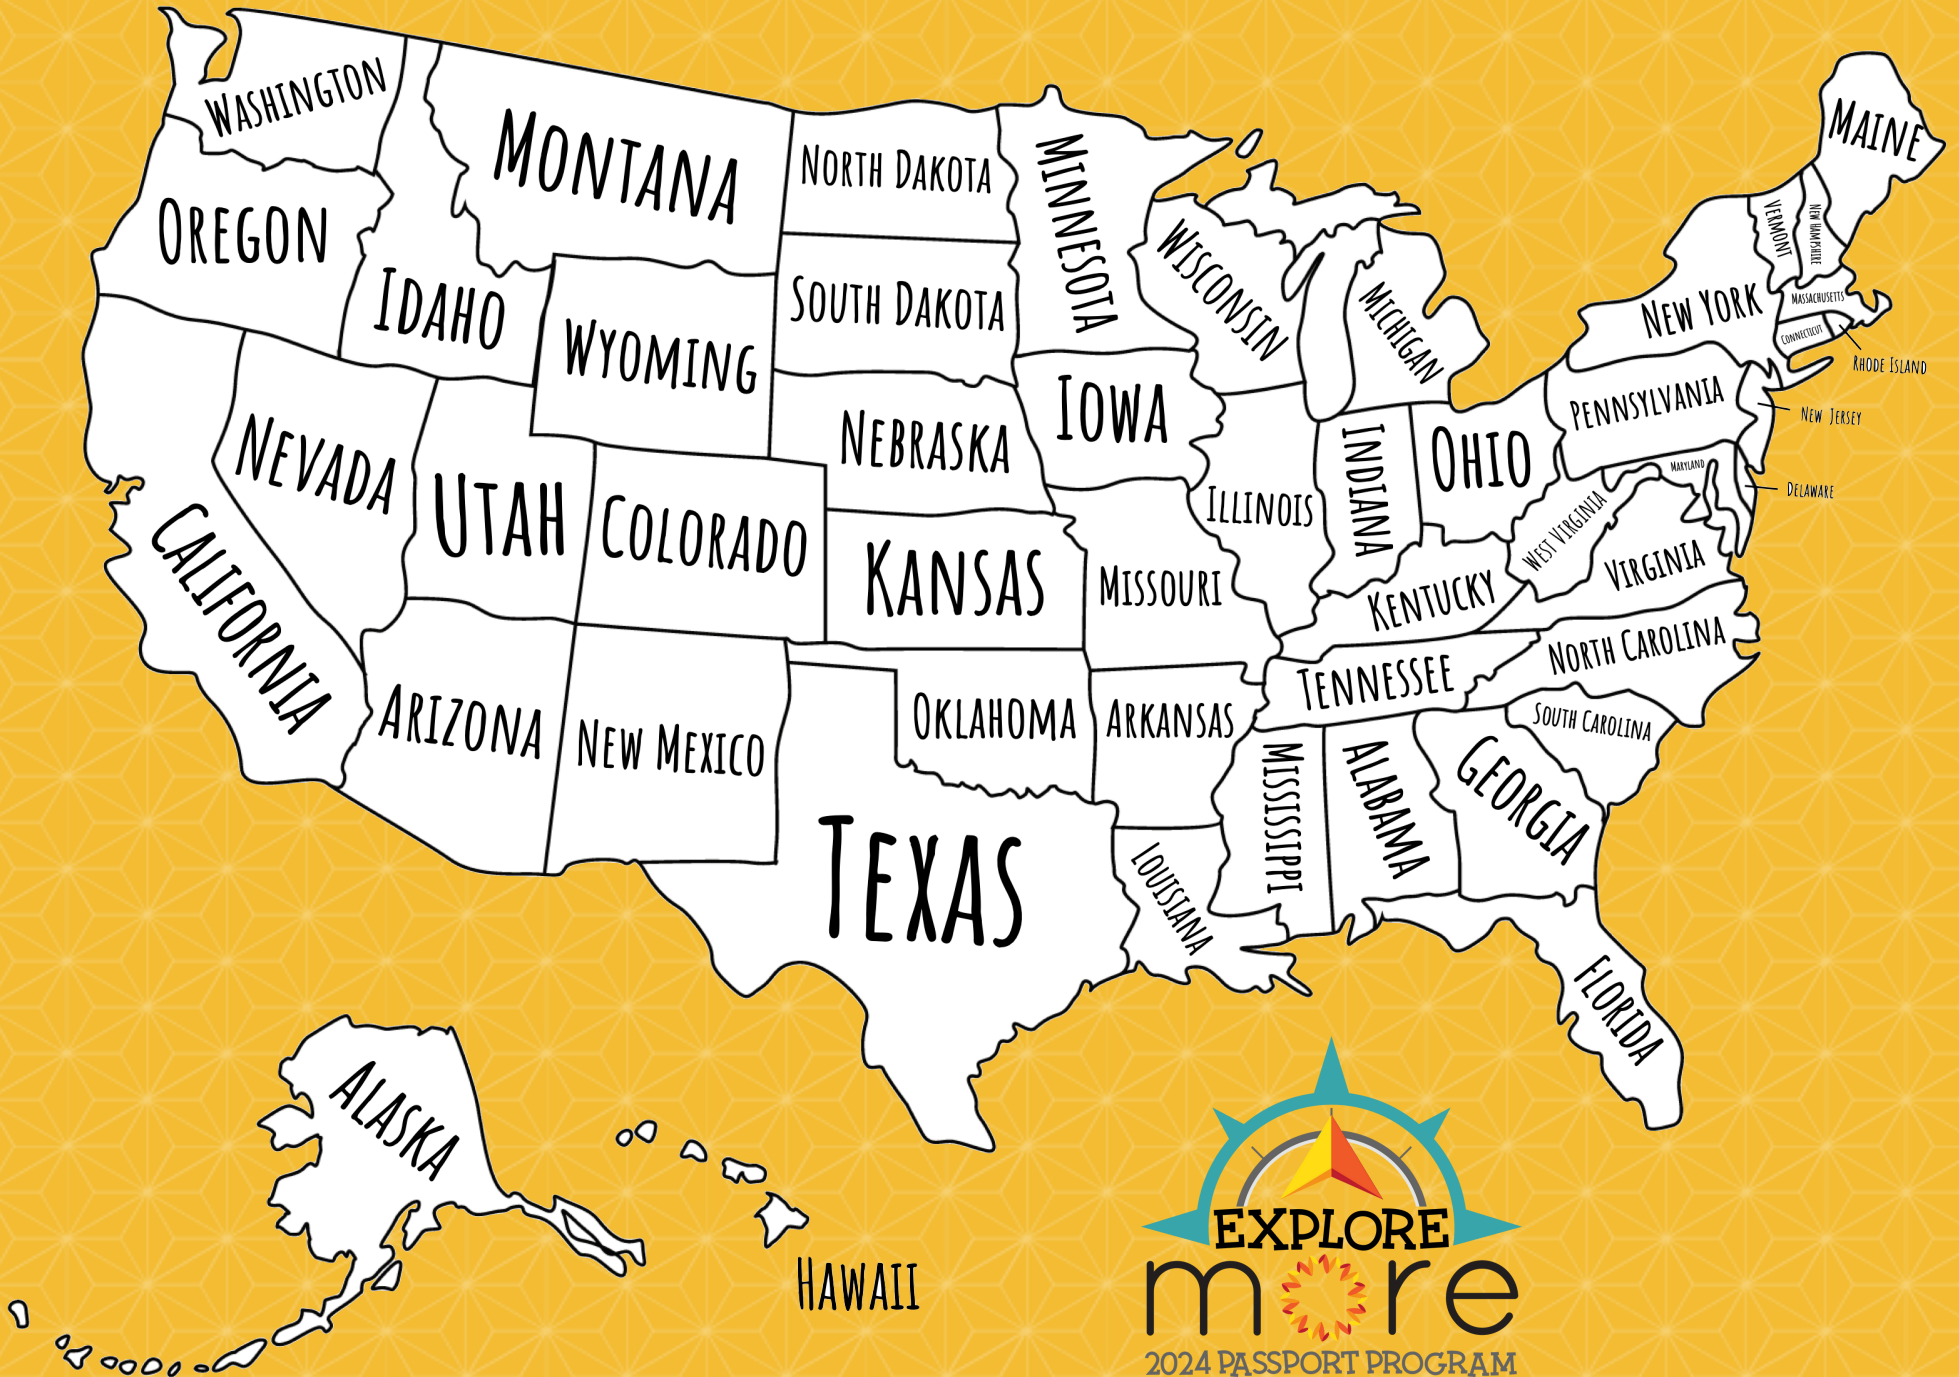 Washington
Montana
North Dakota
Minnesota
Maine
Oregon
Idaho
Wyoming
South Dakota
Wisconsin
Michigan
New York
Vermont
New Hampshire
Massachusetts
Connecticut
Rhode Island
Nevada
Utah
Colorado
Nebraska
Iowa
Illinois
Indiana
Ohio
Pennsylvania
New Jersey
Maryland
Delaware
California
Kansas
Missouri
Kentucky
West Virginia
Virginia
Arizona
New Mexico
Oklahoma
Arkansas
Tennessee
North Carolina
South Carolina
Texas
Louisiana
Mississippi
Alabama
Georgia
Florida
Alaska
Hawaii
EXPLORE
more
2024 PASSPORT PROGRAM